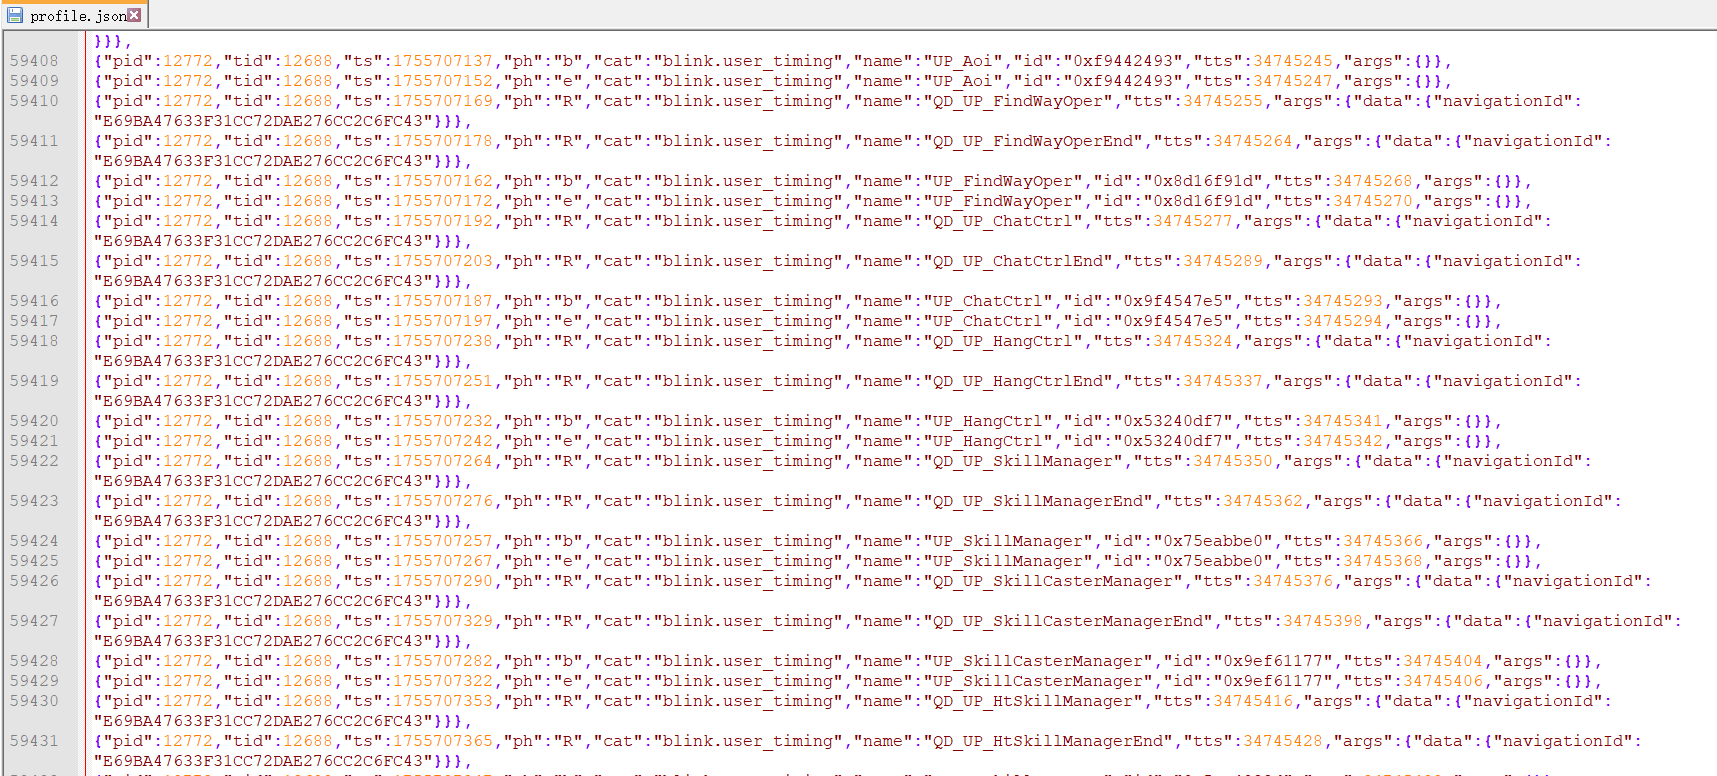 profile.json
}}},
59408 {"pid":12772,"tid":12688,"ts":1755707137,"ph":"b","cat":"blink.user_timing","name":"UP_Aoi","id":"0xf9442493","tts":34745245,"args":{}},
59409 {"pid":12772,"tid":12688,"ts":1755707152,"ph":"e","cat":"blink.user_timing","name":"UP_Aoi","id":"0xf9442493","tts":34745247,"args":{}},
59410 {"pid":12772,"tid":12688,"ts":1755707169,"ph":"R","cat":"blink.user_timing","name":"QD_UP_FindWayOper","tts":34745255,"args":{"data":{"navigationId":
"E69BA47633F31CC72DAE276CC2C6FC43"}}},
59411 {"pid":12772,"tid":12688,"ts":1755707178,"ph":"R","cat":"blink.user_timing","name":"QD_UP_FindWayOperEnd","tts":34745264,"args":{"data":{"navigationId":
"E69BA47633F31CC72DAE276CC2C6FC43"}}},
59412 {"pid":12772,"tid":12688,"ts":1755707162,"ph":"b","cat":"blink.user_timing","name":"UP_FindWayOper","id":"0x8d16f91d","tts":34745268,"args":{}},
59413 {"pid":12772,"tid":12688,"ts":1755707172,"ph":"e","cat":"blink.user_timing","name":"UP_FindWayOper","id":"0x8d16f91d","tts":34745270,"args":{}},
59414 {"pid":12772,"tid":12688,"ts":1755707192,"ph":"R","cat":"blink.user_timing","name":"QD_UP_ChatCtrl","tts":34745277,"args":{"data":{"navigationId":
"E69BA47633F31CC72DAE276CC2C6FC43"}}},
59415 {"pid":12772,"tid":12688,"ts":1755707203,"ph":"R","cat":"blink.user_timing","name":"QD_UP_ChatCtrlEnd","tts":34745289,"args":{"data":{"navigationId":
"E69BA47633F31CC72DAE276CC2C6FC43"}}},
59416 {"pid":12772,"tid":12688,"ts":1755707187,"ph":"b","cat":"blink.user_timing","name":"UP_ChatCtrl","id":"0x9f4547e5","tts":34745293,"args":{}},
59417 {"pid":12772,"tid":12688,"ts":1755707197,"ph":"e","cat":"blink.user_timing","name":"UP_ChatCtrl","id":"0x9f4547e5","tts":34745294,"args":{}},
59418 {"pid":12772,"tid":12688,"ts":1755707238,"ph":"R","cat":"blink.user_timing","name":"QD_UP_HangCtrl","tts":34745324,"args":{"data":{"navigationId":
"E69BA47633F31CC72DAE276CC2C6FC43"}}},
59419 {"pid":12772,"tid":12688,"ts":1755707251,"ph":"R","cat":"blink.user_timing","name":"QD_UP_HangCtrlEnd","tts":34745337,"args":{"data":{"navigationId":
"E69BA47633F31CC72DAE276CC2C6FC43"}}},
59420 {"pid":12772,"tid":12688,"ts":1755707232,"ph":"b","cat":"blink.user_timing","name":"UP_HangCtrl","id":"0x53240df7","tts":34745341,"args":{}},
59421 {"pid":12772,"tid":12688,"ts":1755707242,"ph":"e","cat":"blink.user_timing","name":"UP_HangCtrl","id":"0x53240df7","tts":34745342,"args":{}},
59422 {"pid":12772,"tid":12688,"ts":1755707264,"ph":"R","cat":"blink.user_timing","name":"QD_UP_SkillManager","tts":34745350,"args":{"data":{"navigationId":
"E69BA47633F31CC72DAE276CC2C6FC43"}}},
59423 {"pid":12772,"tid":12688,"ts":1755707276,"ph":"R","cat":"blink.user_timing","name":"QD_UP_SkillManagerEnd","tts":34745362,"args":{"data":{"navigationId":
"E69BA47633F31CC72DAE276CC2C6FC43"}}},
59424 {"pid":12772,"tid":12688,"ts":1755707257,"ph":"b","cat":"blink.user_timing","name":"UP_SkillManager","id":"0x75eabbe0","tts":34745366,"args":{}},
59425 {"pid":12772,"tid":12688,"ts":1755707267,"ph":"e","cat":"blink.user_timing","name":"UP_SkillManager","id":"0x75eabbe0","tts":34745368,"args":{}},
59426 {"pid":12772,"tid":12688,"ts":1755707290,"ph":"R","cat":"blink.user_timing","name":"QD_UP_SkillCasterManager","tts":34745376,"args":{"data":{"navigationId":
"E69BA47633F31CC72DAE276CC2C6FC43"}}},
59427 {"pid":12772,"tid":12688,"ts":1755707329,"ph":"R","cat":"blink.user_timing","name":"QD_UP_SkillCasterManagerEnd","tts":34745398,"args":{"data":{"navigationId":
"E69BA47633F31CC72DAE276CC2C6FC43"}}},
59428 {"pid":12772,"tid":12688,"ts":1755707282,"ph":"b","cat":"blink.user_timing","name":"UP_SkillCasterManager","id":"0x9ef61177","tts":34745404,"args":{}},
59429 {"pid":12772,"tid":12688,"ts":1755707322,"ph":"e","cat":"blink.user_timing","name":"UP_SkillCasterManager","id":"0x9ef61177","tts":34745406,"args":{}},
59430 {"pid":12772,"tid":12688,"ts":1755707353,"ph":"R","cat":"blink.user_timing","name":"QD_UP_HtSkillManager","tts":34745416,"args":{"data":{"navigationId":
"E69BA47633F31CC72DAE276CC2C6FC43"}}},
59431 {"pid":12772,"tid":12688,"ts":1755707365,"ph":"R","cat":"blink.user_timing","name":"QD_UP_HtSkillManagerEnd","tts":34745428,"args":{"data":{"navigationId":
"E69BA47633F31CC72DAE276CC2C6FC43"}}},